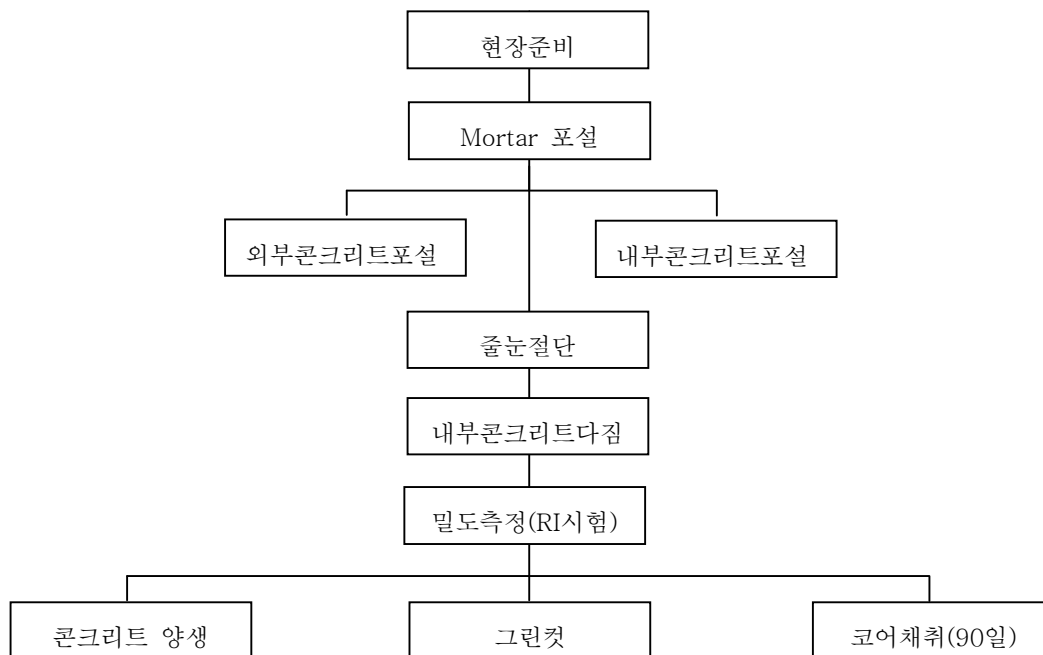 현장준비
Mortar 포설
외부콘크리트포설
내부콘크리트포설
줄눈절단
내부콘크리트다짐
밀도측정(RI시험)
콘크리트 양생
그린컷
코어채취(90일)